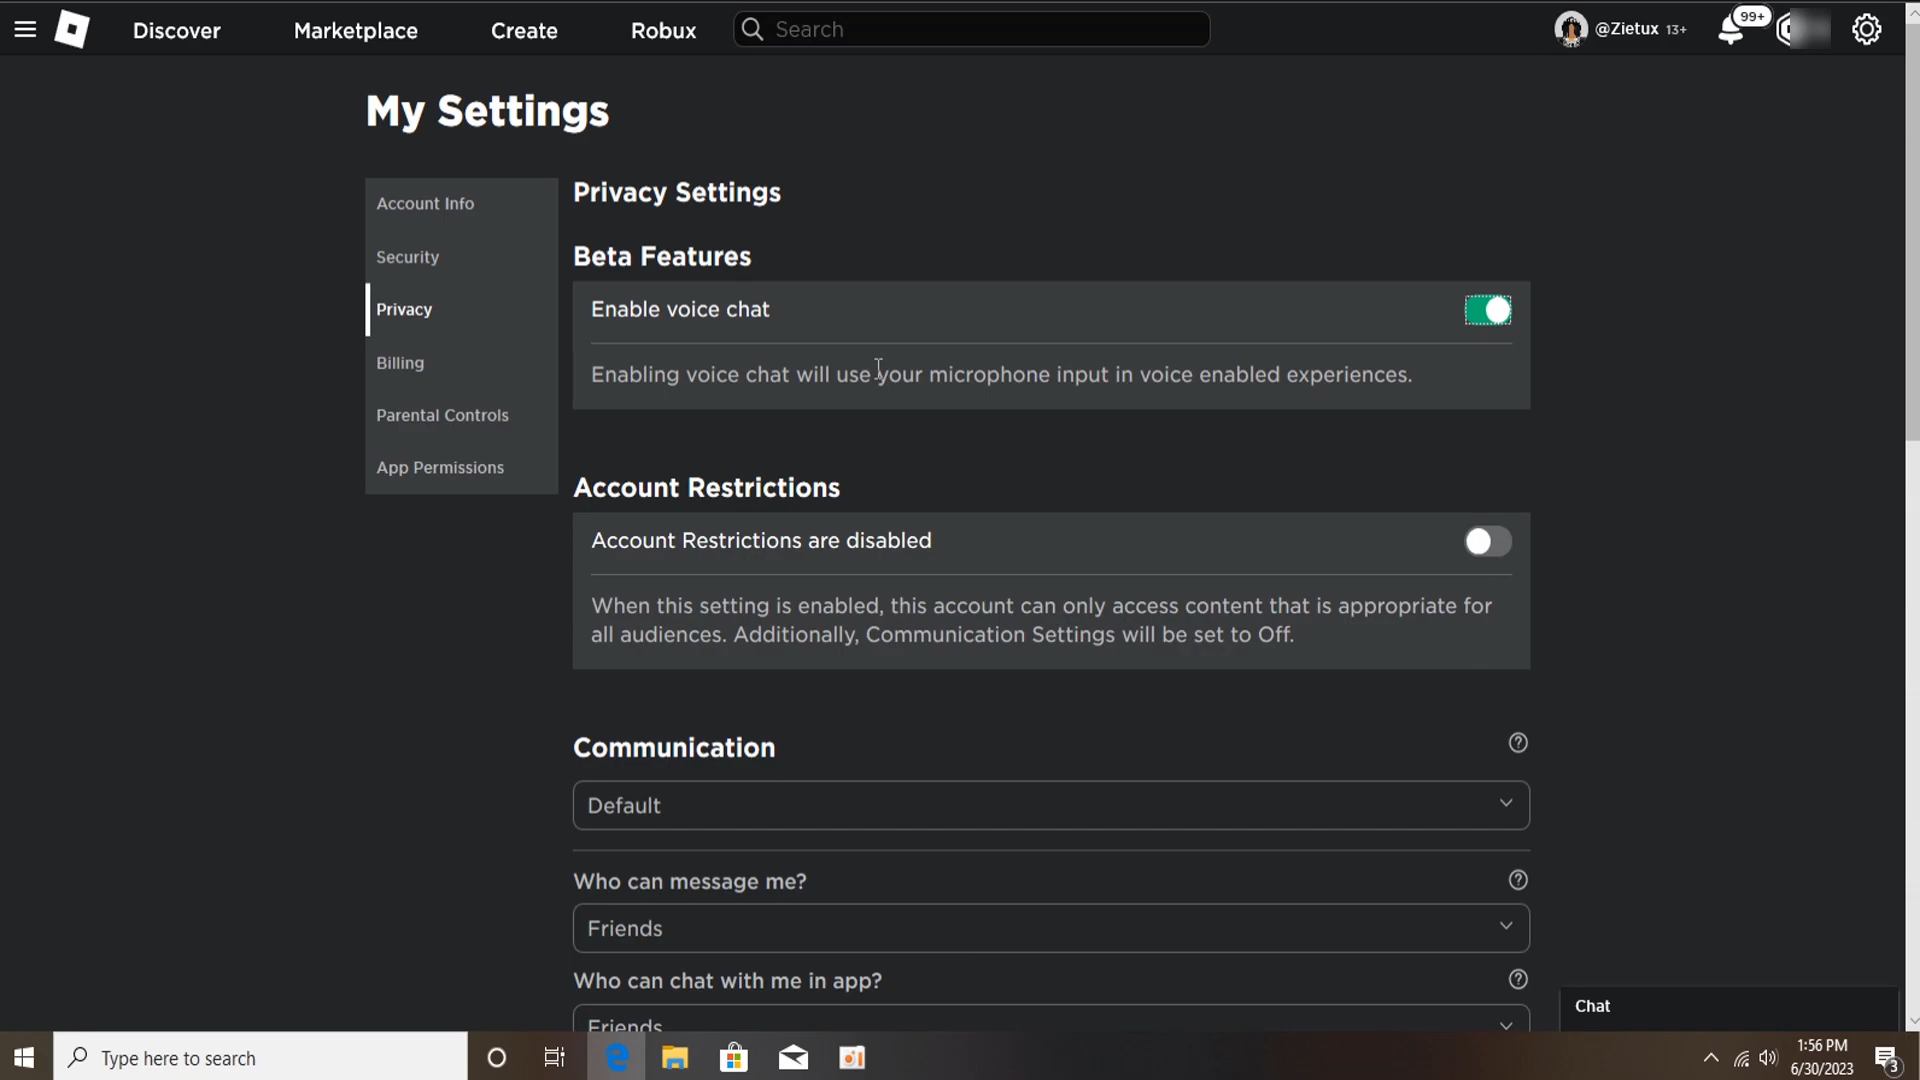 Discover
Marketplace
Create
Robux
Search
@Zietux 13+
99+
My Settings
Account Info
Security
Privacy
Billing
Parental Controls
App Permissions
Privacy Settings
Beta Features
Enable voice chat
Enabling voice chat will use your microphone input in voice enabled experiences.
Account Restrictions
Account Restrictions are disabled
When this setting is enabled, this account can only access content that is appropriate for
all audiences. Additionally, Communication Settings will be set to Off.
Communication
Default
Who can message me?
Friends
Who can chat with me in app?
Friends
Chat
Type here to search
1:56 PM
6/30/2023
3